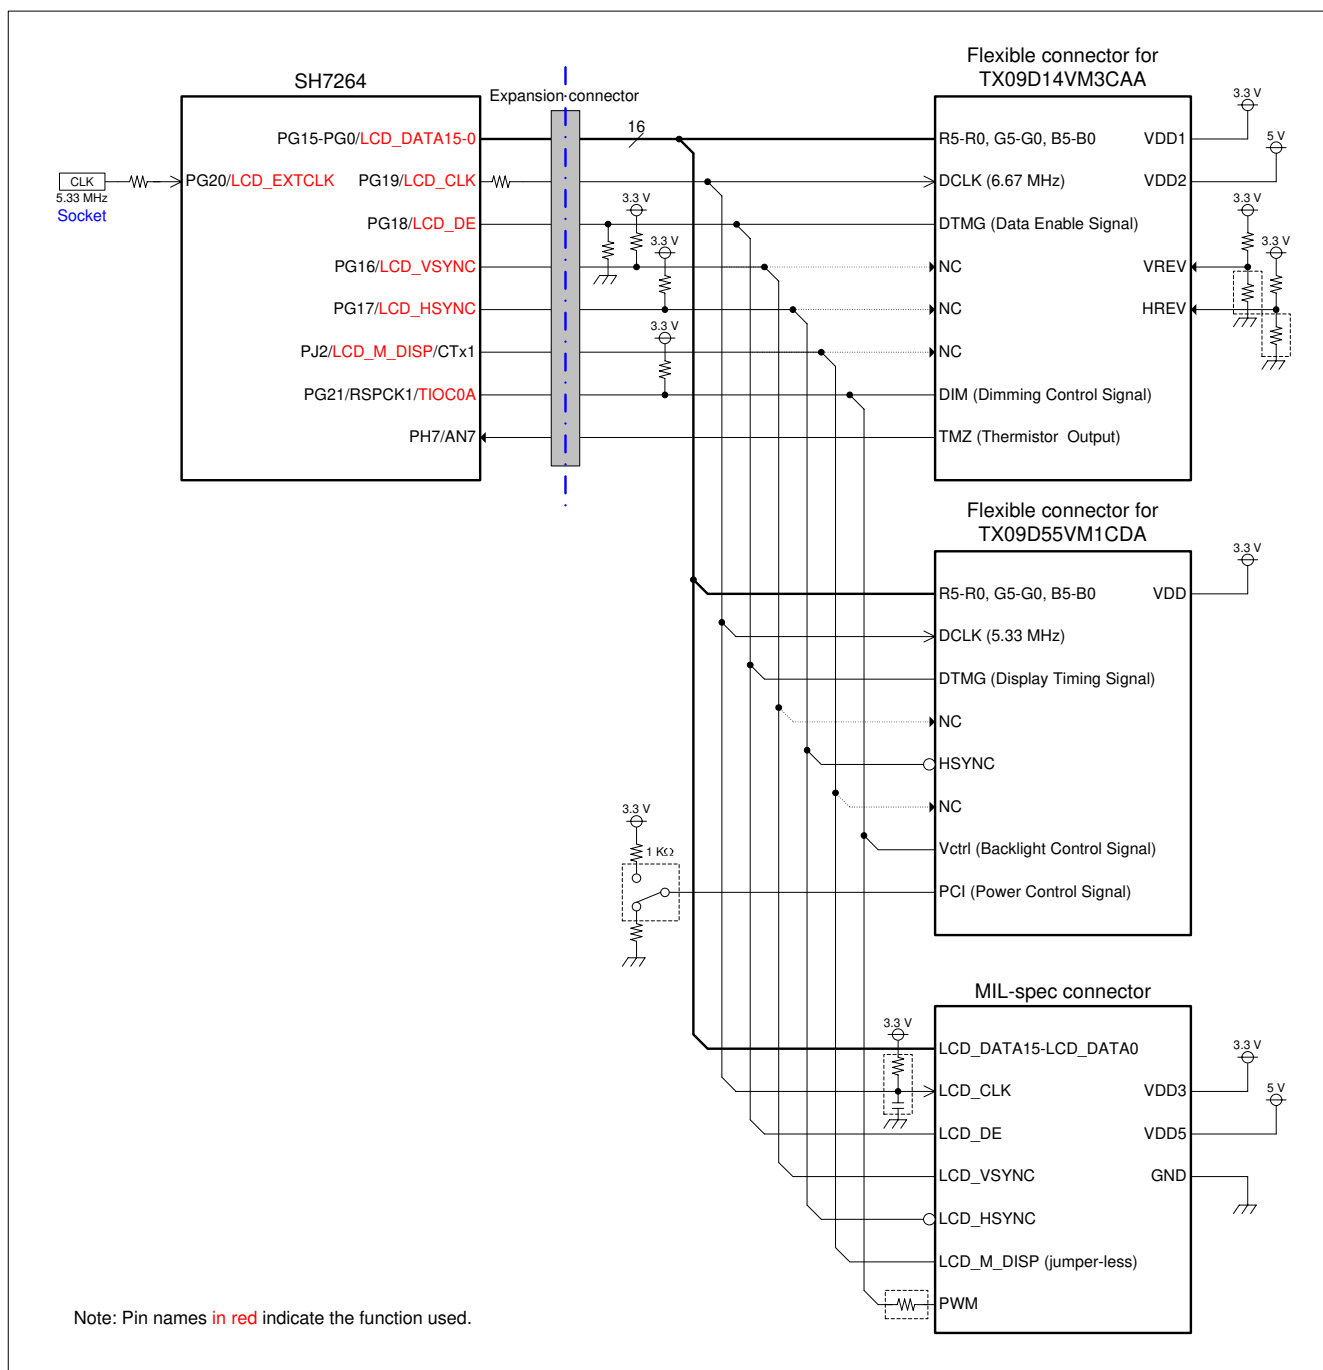 Flexible connector for
TX09D14VM3CAA
SH7264
Expansion connector
3.3 V
16
PG15-PG0/LCD_DATA15-0
R5-R0, G5-G0, B5-B0
VDD1
5 V
CLK
PG20/LCD_EXTCLK
PG19/LCD_CLK
DCLK (6.67 MHz)
VDD2
5.33 MHz
Socket
3.3 V
3.3 V
PG18/LCD_DE
DTMG (Data Enable Signal)
3.3 V
3.3 V
PG16/LCD_VSYNC
NC
VREV
PG17/LCD_HSYNC
NC
HREV
3.3 V
PJ2/LCD_M_DISP/CTx1
NC
PG21/RSPCK1/TIOC0A
DIM (Dimming Control Signal)
PH7/AN7
TMZ (Thermistor Output)
Flexible connector for
TX09D55VM1CDA
3.3 V
R5-R0, G5-G0, B5-B0
VDD
DCLK (5.33 MHz)
DTMG (Display Timing Signal)
NC
HSYNC
NC
3.3 V
1 KΩ
Vctrl (Backlight Control Signal)
PCI (Power Control Signal)
MIL-spec connector
3.3 V
LCD_DATA15-LCD_DATA0
3.3 V
LCD_CLK
VDD3
5 V
LCD_DE
VDD5
LCD_VSYNC
GND
LCD_HSYNC
LCD_M_DISP (jumper-less)
PWM
Note: Pin names in red indicate the function used.